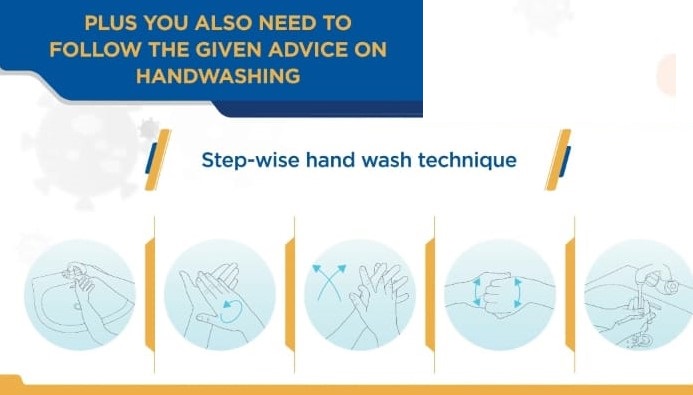 PLUS YOU ALSO NEED TO
FOLLOW THE GIVEN ADVICE ON
HANDWASHING
Step-wise hand wash technique